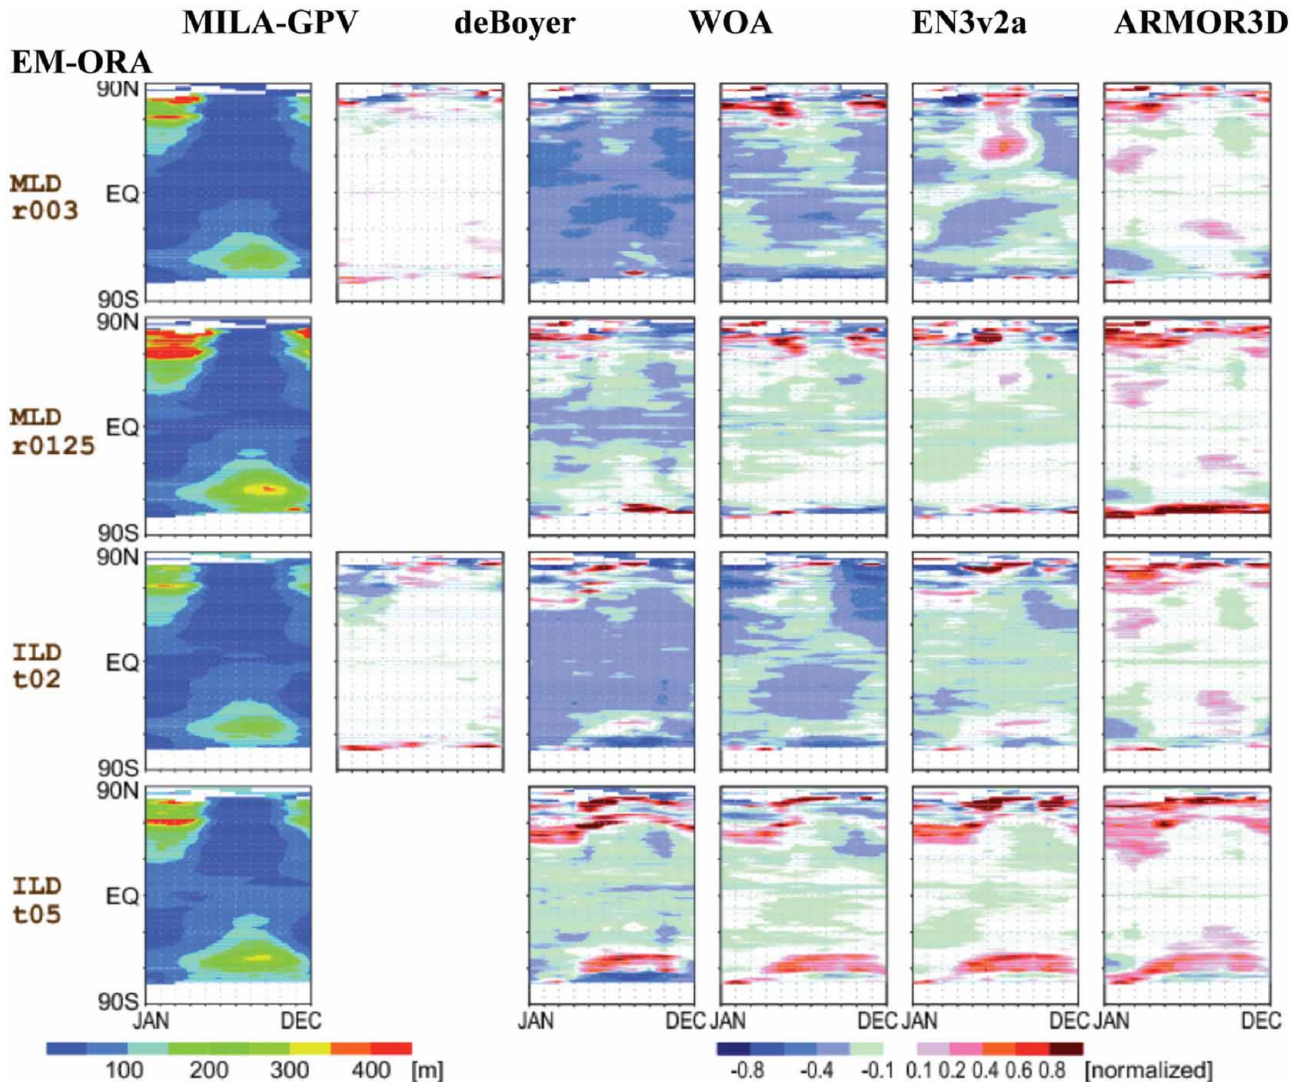 MILA-GPV deBoyer WOA EN3v2a ARMOR3D
EM-ORA
90N
MLD
r003
EQ
90S
90N
MLD
r0125
EQ
90S
90N
ILD
t02
EQ
90S
90N
ILD
t05
EQ
90S
JAN DEC JAN DEC JAN DEC JAN DEC JAN DEC
100 200 300 400 [m] -0.8 -0.4 -0.1 0.1 0.2 0.4 0.6 0.8 [normalized]